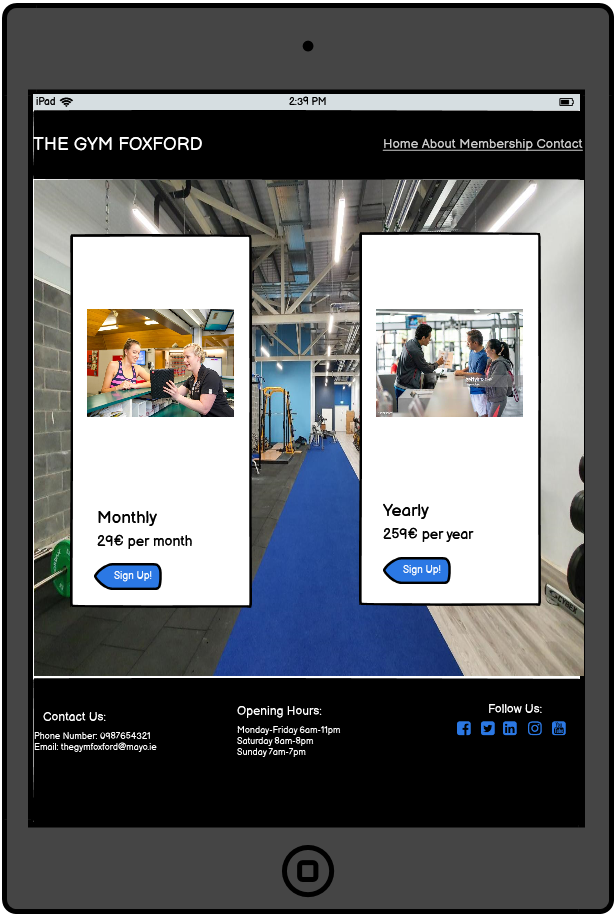 iPad
2:39 PM
THE GYM FOXFORD
Home About Membership Contact
gettyimages
Monthly
29€ per month
Sign Up!
Yearly
259€ per year
Sign Up!
Contact Us:
Phone Number: 0987654321
Email: thegymfoxford@mayo.ie
Opening Hours:
Monday-Friday 6am-11pm
Saturday 8am-8pm
Sunday 7am-7pm
Follow Us: